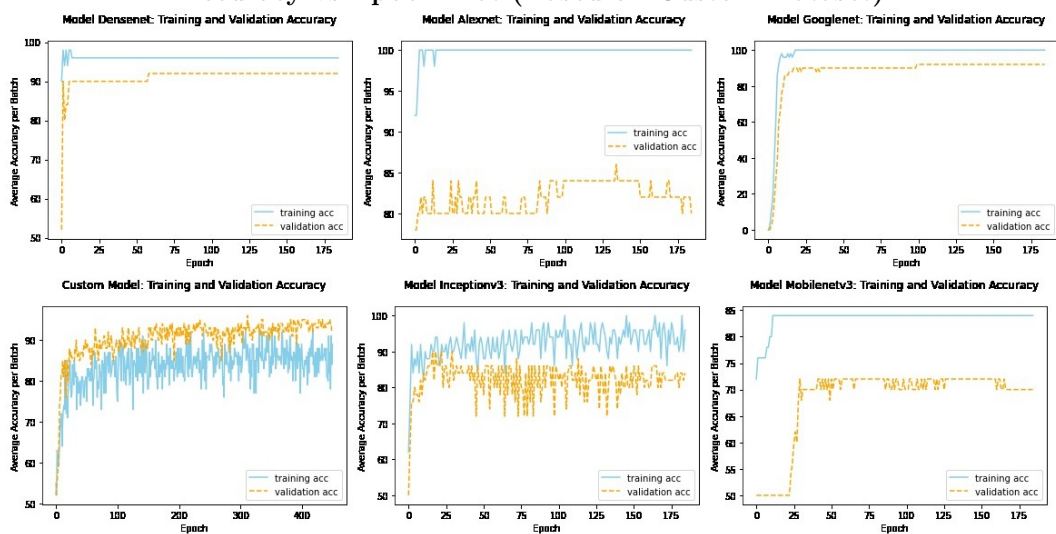 Model Densenet: Training and Validation Accuracy
Average Accuracy per Batch
100
90
80
70
60
50
training acc
validation acc
0 25 50 75 100 125 150 175
Epoch
Model Alexnet: Training and Validation Accuracy
Average Accuracy per Batch
100
95
90
85
80
training acc
validation acc
0 25 50 75 100 125 150 175
Epoch
Model Googlenet: Training and Validation Accuracy
Average Accuracy per Batch
100
80
60
40
20
0
training acc
validation acc
0 25 50 75 100 125 150 175
Epoch
Custom Model: Training and Validation Accuracy
Average Accuracy per Batch
90
80
70
60
50
training acc
validation acc
0 100 200 300 400
Epoch
Model Inceptionv3: Training and Validation Accuracy
Average Accuracy per Batch
100
90
80
70
60
50
training acc
validation acc
0 25 50 75 100 125 150 175
Epoch
Model Mobilenetv3: Training and Validation Accuracy
Average Accuracy per Batch
85
80
75
70
65
60
55
50
training acc
validation acc
0 25 50 75 100 125 150 175
Epoch